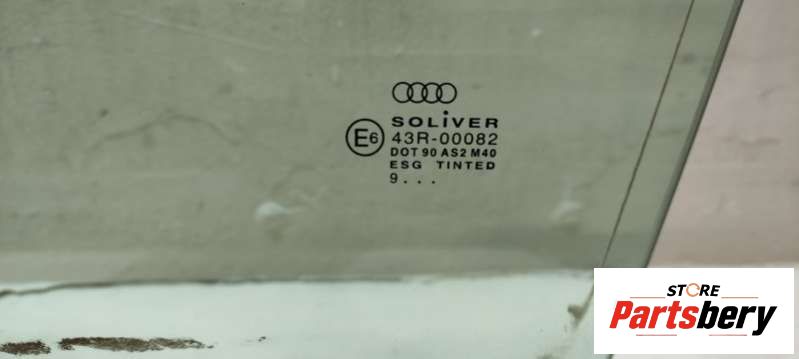 SOLiVER
E6 43R-00082
DOT 90 AS2 M40
ESG TINTED
9...
STORE
Partsbery